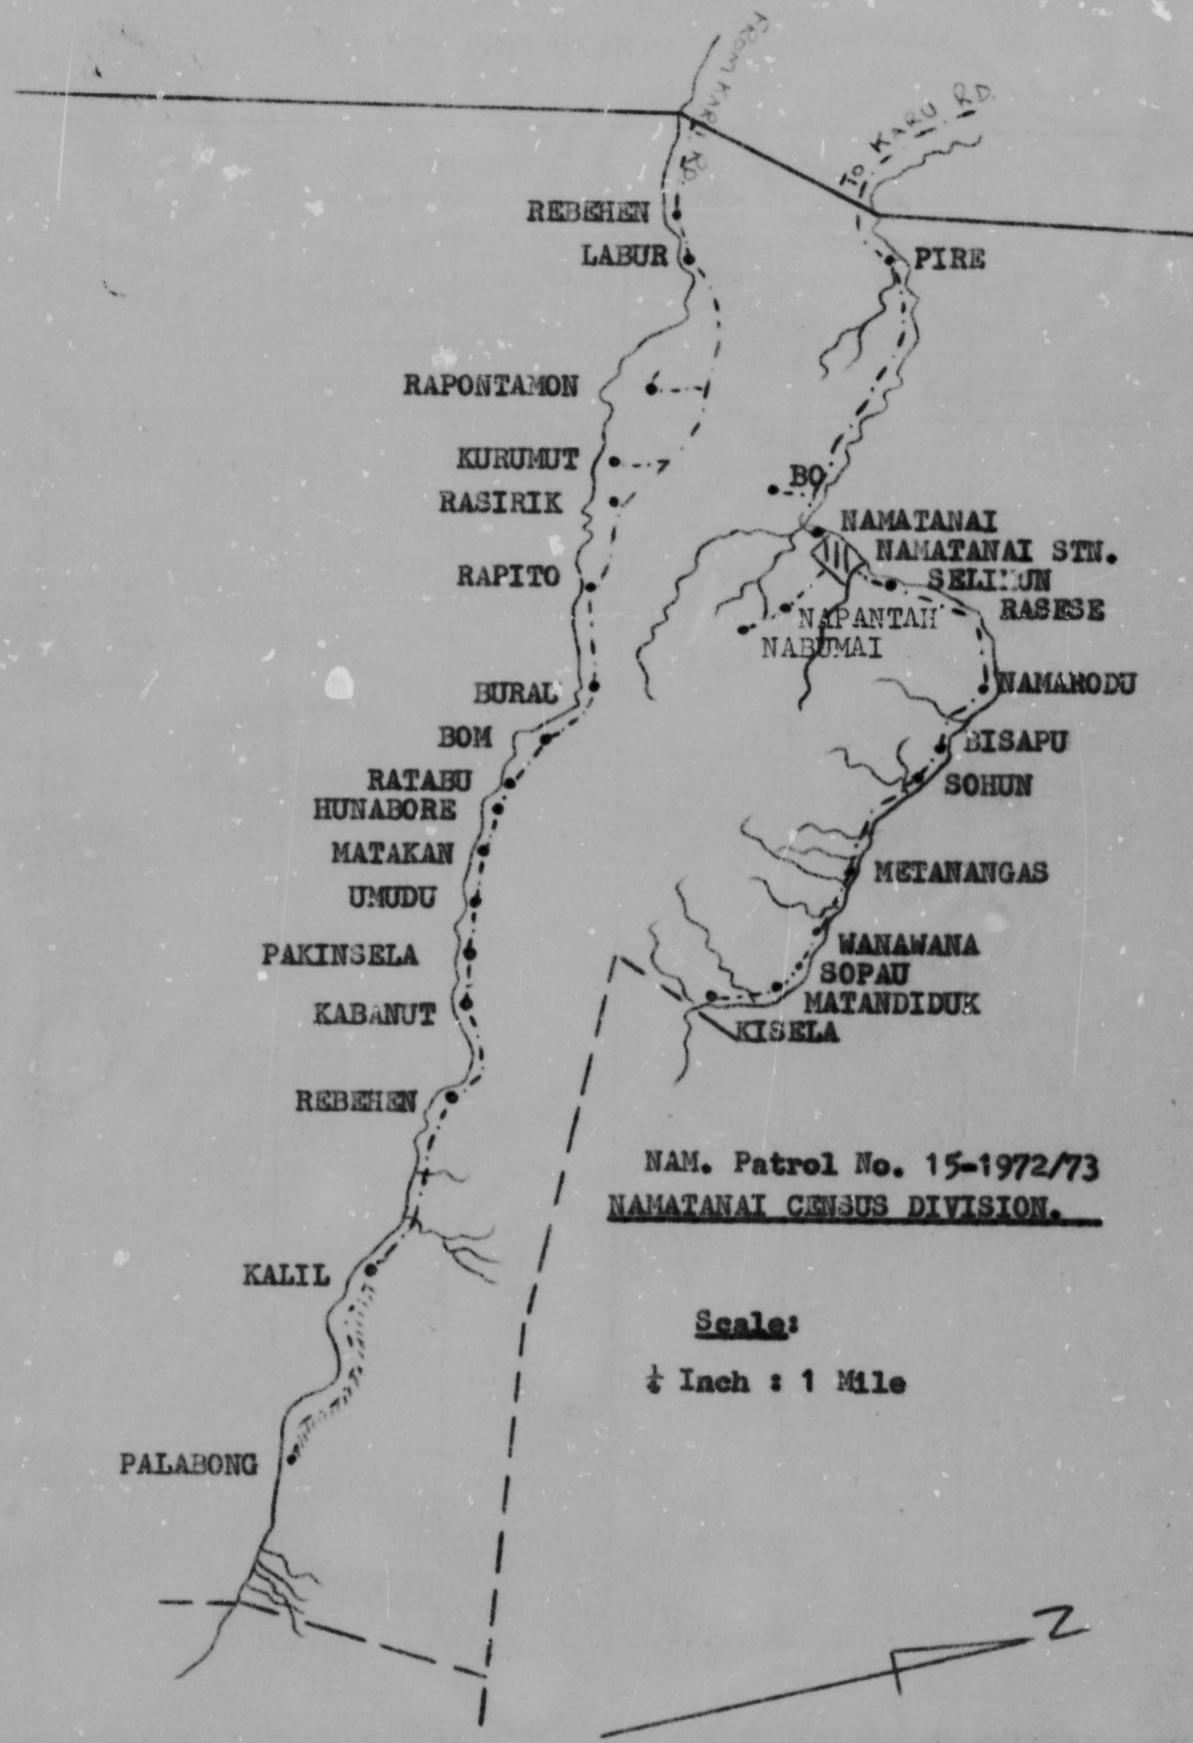 FROM KARU RD.
TO KARU RD.
REBEHEN
LABUR
PIRE
RAPONTAMON
KURUMUT
BO
RASIRIK
NAMATANAI
NAMATANAI STN.
RAPITO
RASESE
NAPANTAH
NABUMAI
BURAL
NAMARODU
BOM
BISAPU
RATABU
SOHUN
HUNABORE
MATAKAN
METANANGAS
UMUDU
PAKINSELA
WANAWANA
SOPAU
KABANUT
MATANDIDUK
KISELA
REBEHEN
NAM. Patrol No. 15-1972/73
NAMATANAI CENSUS DIVISION.
KALIL
Scale:
¼ Inch : 1 Mile
PALABONG
N